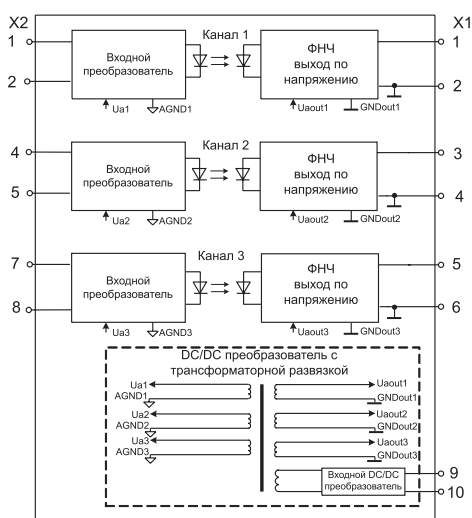 X2 X1
Канал 1
1 1
Входной
преобразователь
ФНЧ
выход по
напряжению
2 2
Ua1 AGND1 Uaout1 GNDout1
Канал 2
4 3
Входной
преобразователь
ФНЧ
выход по
напряжению
5 4
Ua2 AGND2 Uaout2 GNDout2
Канал 3
7 5
Входной
преобразователь
ФНЧ
выход по
напряжению
8 6
Ua3 AGND3 Uaout3 GNDout3
DC/DC преобразователь с
трансформаторной развязкой
Ua1 Uaout1
AGND1 GNDout1
Ua2 Uaout2
AGND2 GNDout2
Ua3 Uaout3
AGND3 GNDout3
Входной DC/DC 9
преобразователь 10